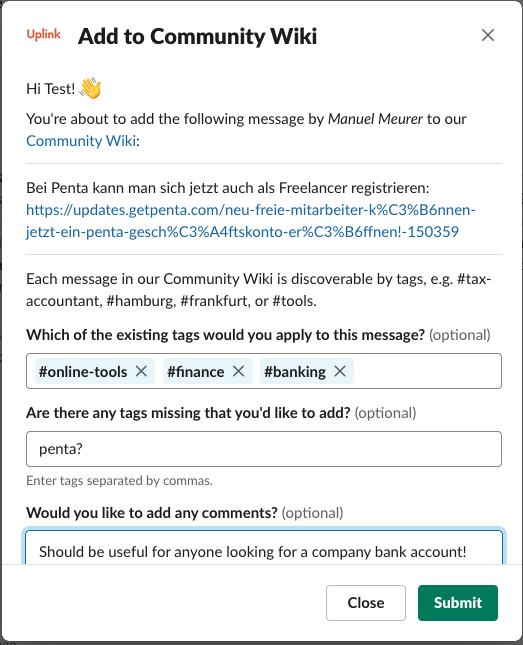 Uplink Add to Community Wiki
Hi Test! 👋
You're about to add the following message by Manuel Meurer to our
Community Wiki:
Bei Penta kann man sich jetzt auch als Freelancer registrieren:
https://updates.getpenta.com/neu-freie-mitarbeiter-k%C3%B6nnen-
jetzt-ein-penta-gesch%C3%A4ftskonto-er%C3%B6ffnen!-150359
Each message in our Community Wiki is discoverable by tags, e.g. #tax-
accountant, #hamburg, #frankfurt, or #tools.
Which of the existing tags would you apply to this message? (optional)
#online-tools #finance #banking
Are there any tags missing that you'd like to add? (optional)
penta?
Enter tags separated by commas.
Would you like to add any comments? (optional)
Should be useful for anyone looking for a company bank account!
Close Submit